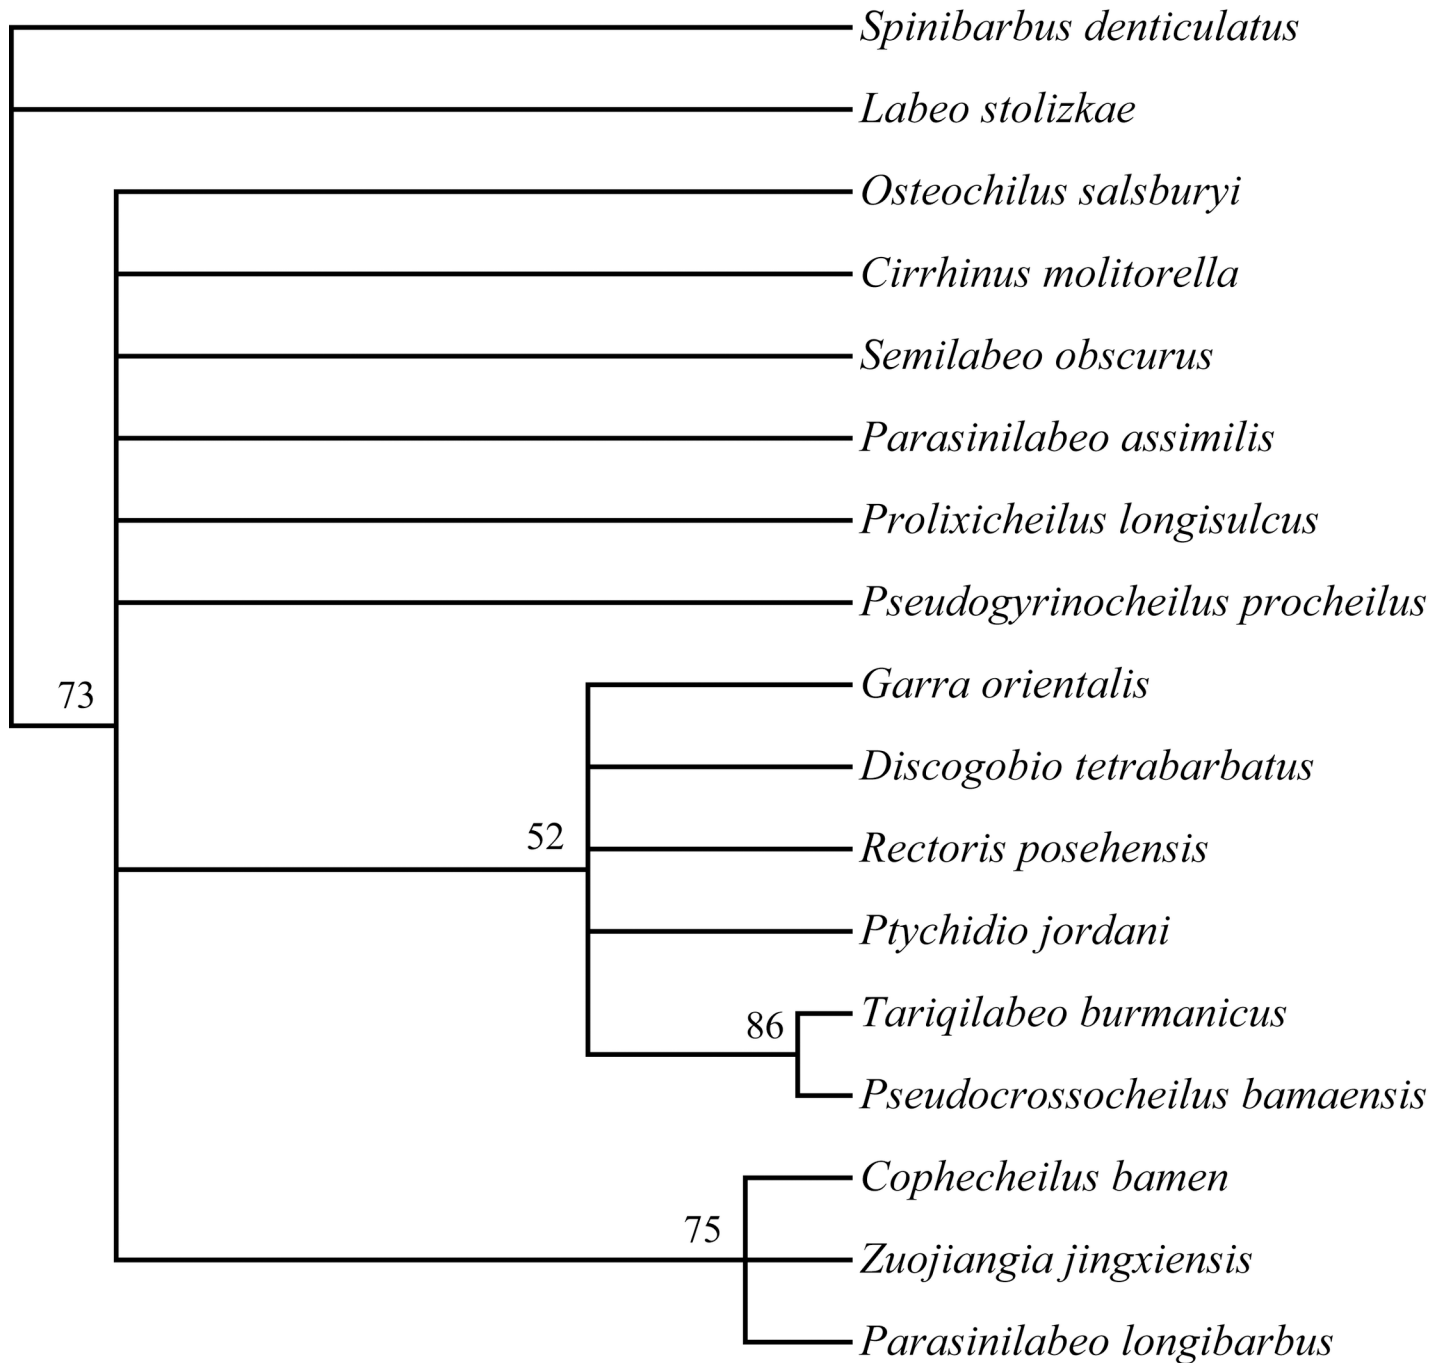 Spinibarbus denticulatus
Labeo stolizkae
Osteochilus salsburyi
Cirrhinus molitorella
Semilabeo obscurus
Parasinilabeo assimilis
Prolixicheilus longisulcus
Pseudogyrinocheilus procheilus
73
Garra orientalis
Discogobio tetrabarbatus
52
Rectoris posehensis
Ptychidio jordani
86
Tariqilabeo burmanicus
Pseudocrossocheilus bamaensis
Cophecheilus bamen
75
Zuojiangia jingxiensis
Parasinilabeo longibarbus